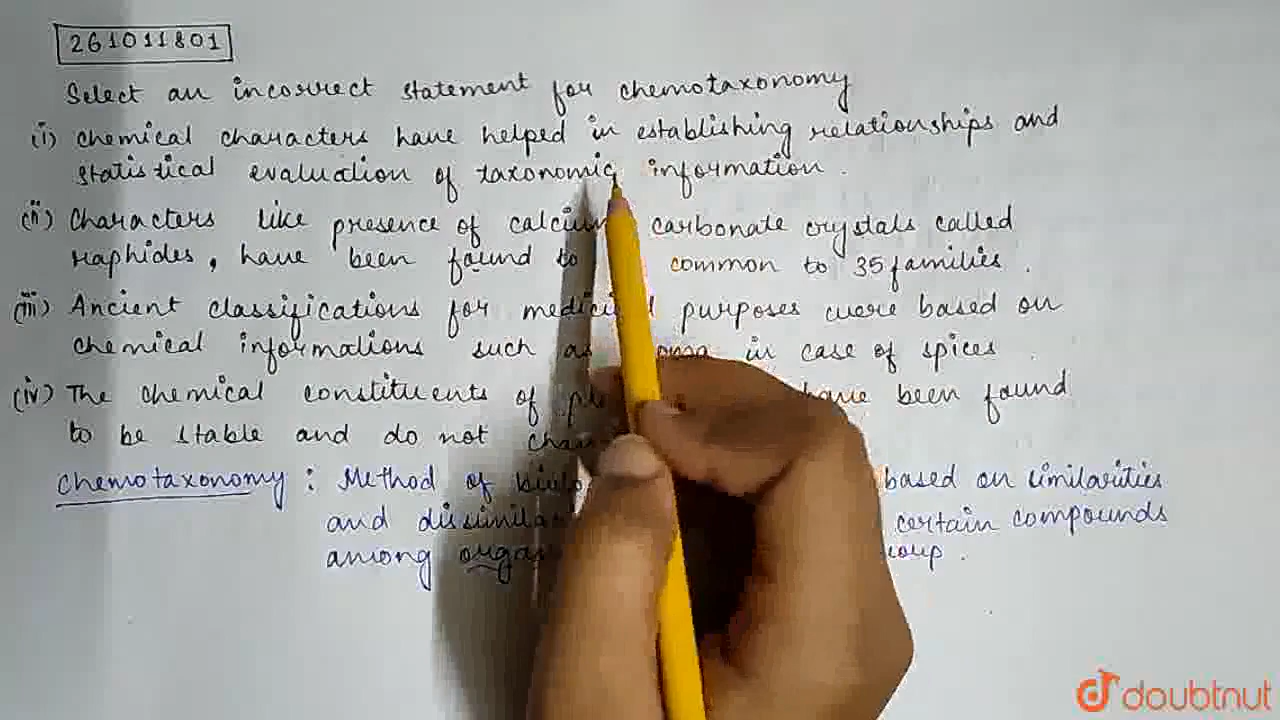 261011801
Select an incorrect statement for chemotaxonomy
(i) Chemical characters have helped in establishing relationships and
statistical evaluation of taxonomic information.
(ii) Characters like presence of calcium carbonate crystals called
raphides, have been found to common to 35 families.
(iii) Ancient classifications for medicinal purposes were based on
chemical informations such as in case of spices
(iv) The chemical constituents of have been found
to be stable and do not
Chemotaxonomy: Method of based on similarities
and certain compounds
among
doubtnut